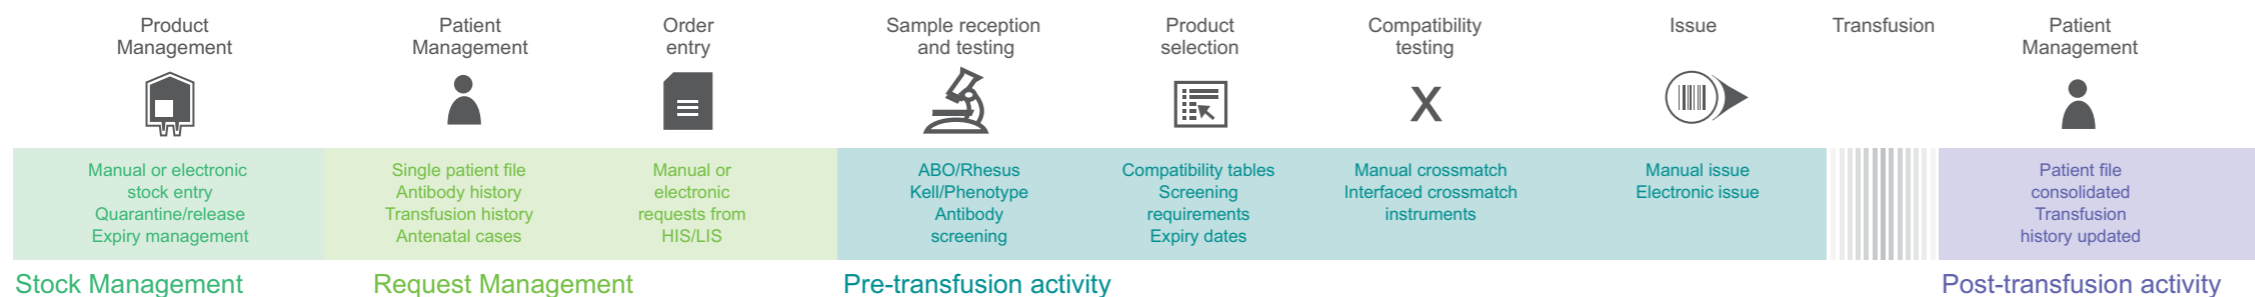 Product
Management
Patient
Management
Order
entry
Sample reception
and testing
Product
selection
Compatibility
testing
Issue
Transfusion
Patient
Management
X
Manual or electronic
stock entry
Quarantine/release
Expiry management
Single patient file
Antibody history
Transfusion history
Antenatal cases
Manual or
electronic
requests from
HIS/LIS
ABO/Rhesus
Kell/Phenotype
Antibody
screening
Compatibility tables
Screening
requirements
Expiry dates
Manual crossmatch
Interfaced crossmatch
instruments
Manual issue
Electronic issue
Patient file
consolidated
Transfusion
history updated
Stock Management
Request Management
Pre-transfusion activity
Post-transfusion activity